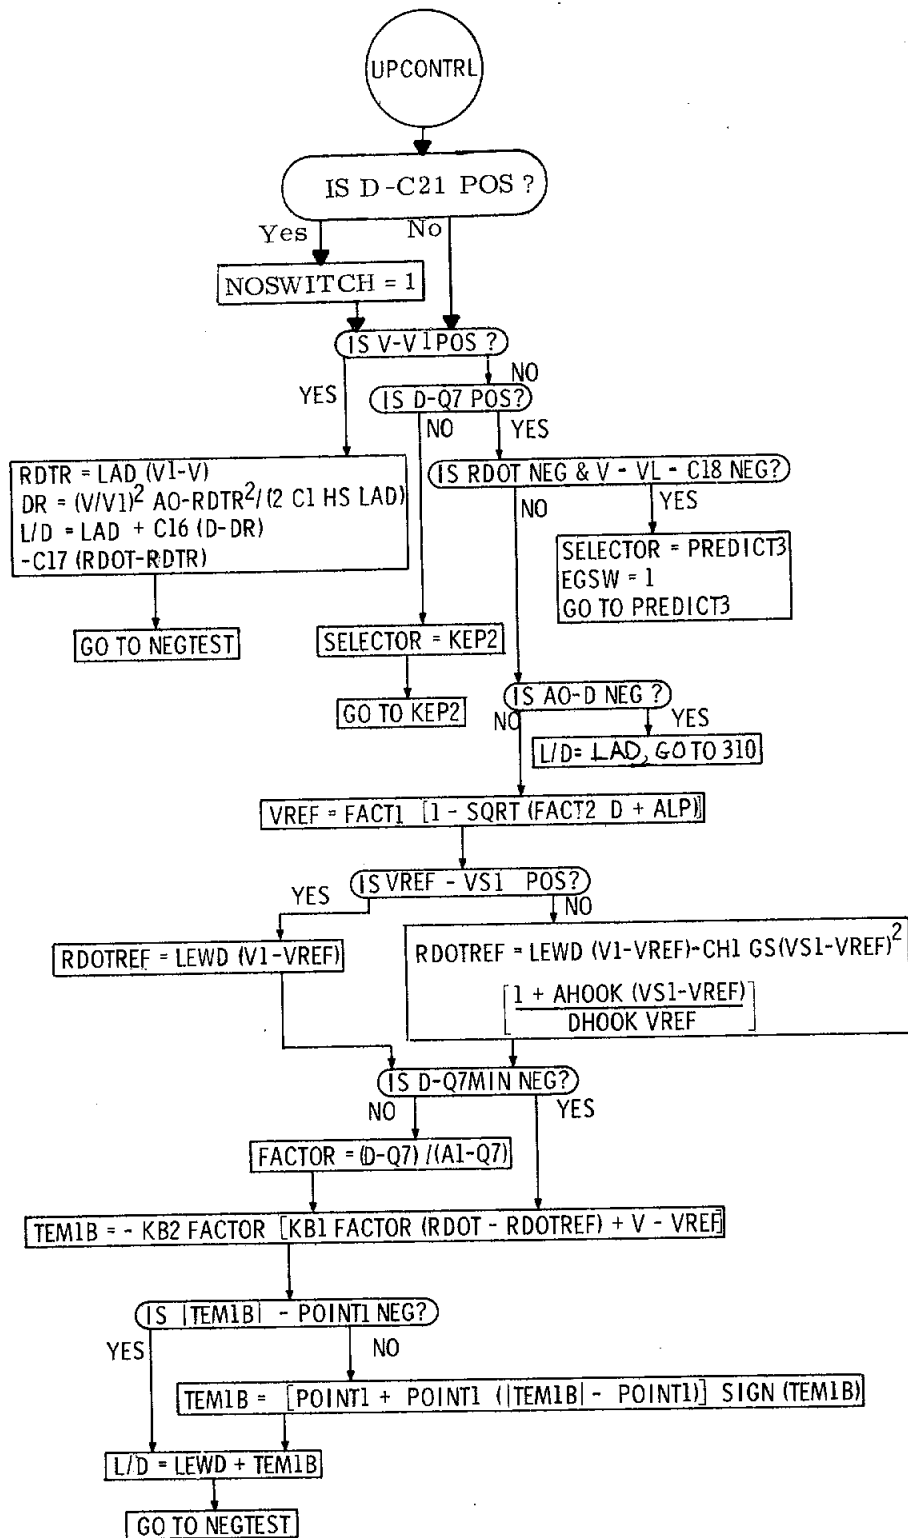 UPCONTRL
IS D-C21 POS ?
Yes
No
NOSWITCH = 1
IS V-V1 POS ?
YES
NO
IS D-Q7 POS?
NO
YES
RDTR = LAD (V1-V)
DR = (V/V1)² AO-RDTR²/(2 C1 HS LAD)
L/D = LAD + C16 (D-DR)
-C17 (RDOT-RDTR)
GO TO NEGTEST
IS RDOT NEG & V - VL - C18 NEG?
NO
YES
SELECTOR = PREDICT3
EGSW = 1
GO TO PREDICT3
SELECTOR = KEP2
GO TO KEP2
IS AO-D NEG ?
NO
YES
L/D= LAD, GO TO 310
VREF = FACT1 [1 - SQRT (FACT2 D + ALP)]
IS VREF - VS1 POS?
YES
NO
RDOTREF = LEWD (V1-VREF)
RDOTREF = LEWD (V1-VREF)-CH1 GS(VS1-VREF)²
[1 + AHOOK (VS1-VREF)
DHOOK VREF]
IS D-Q7MIN NEG?
NO
YES
FACTOR = (D-Q7) /(A1-Q7)
TEM1B = - KB2 FACTOR [KB1 FACTOR (RDOT - RDOTREF) + V - VREF]
IS |TEM1B| - POINT1 NEG?
YES
NO
TEM1B = [POINT1 + POINT1 (|TEM1B| - POINT1)] SIGN (TEM1B)
L/D = LEWD + TEM1B
GO TO NEGTEST